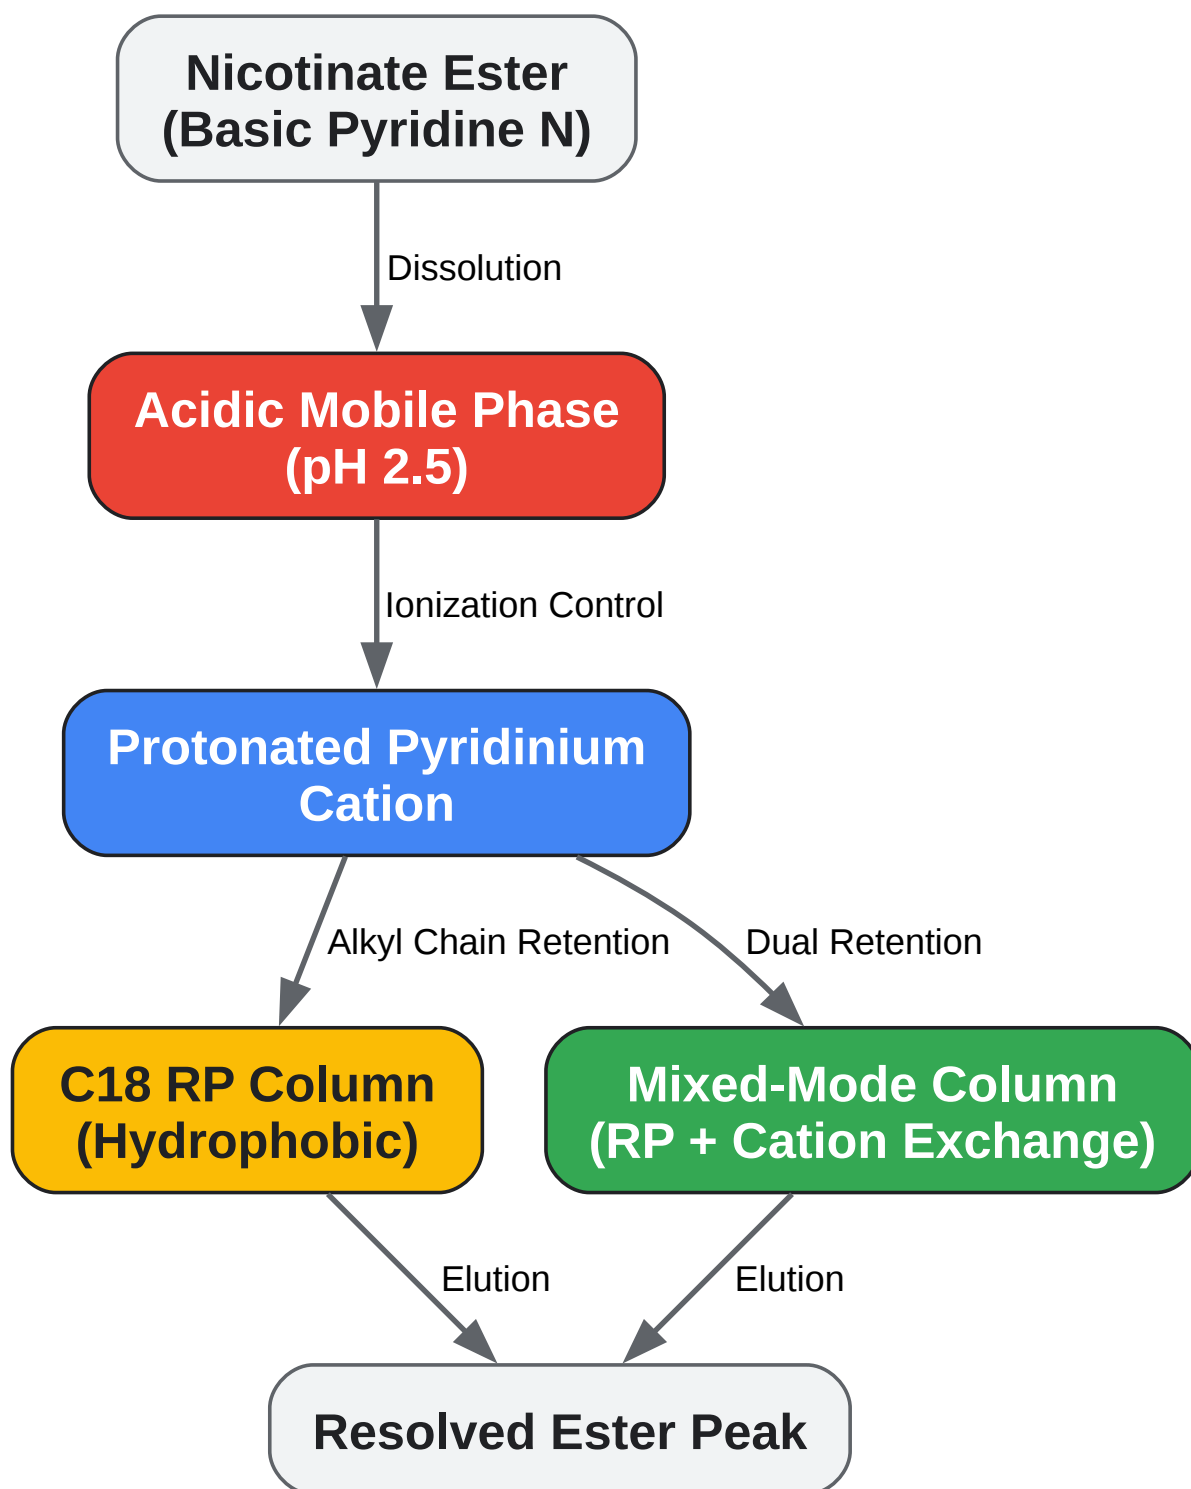 Nicotinate Ester
(Basic Pyridine N)
Dissolution
Acidic Mobile Phase
(pH 2.5)
Ionization Control
Protonated Pyridinium
Cation
Alkyl Chain Retention
Dual Retention
C18 RP Column
(Hydrophobic)
Mixed-Mode Column
(RP + Cation Exchange)
Elution
Elution
Resolved Ester Peak